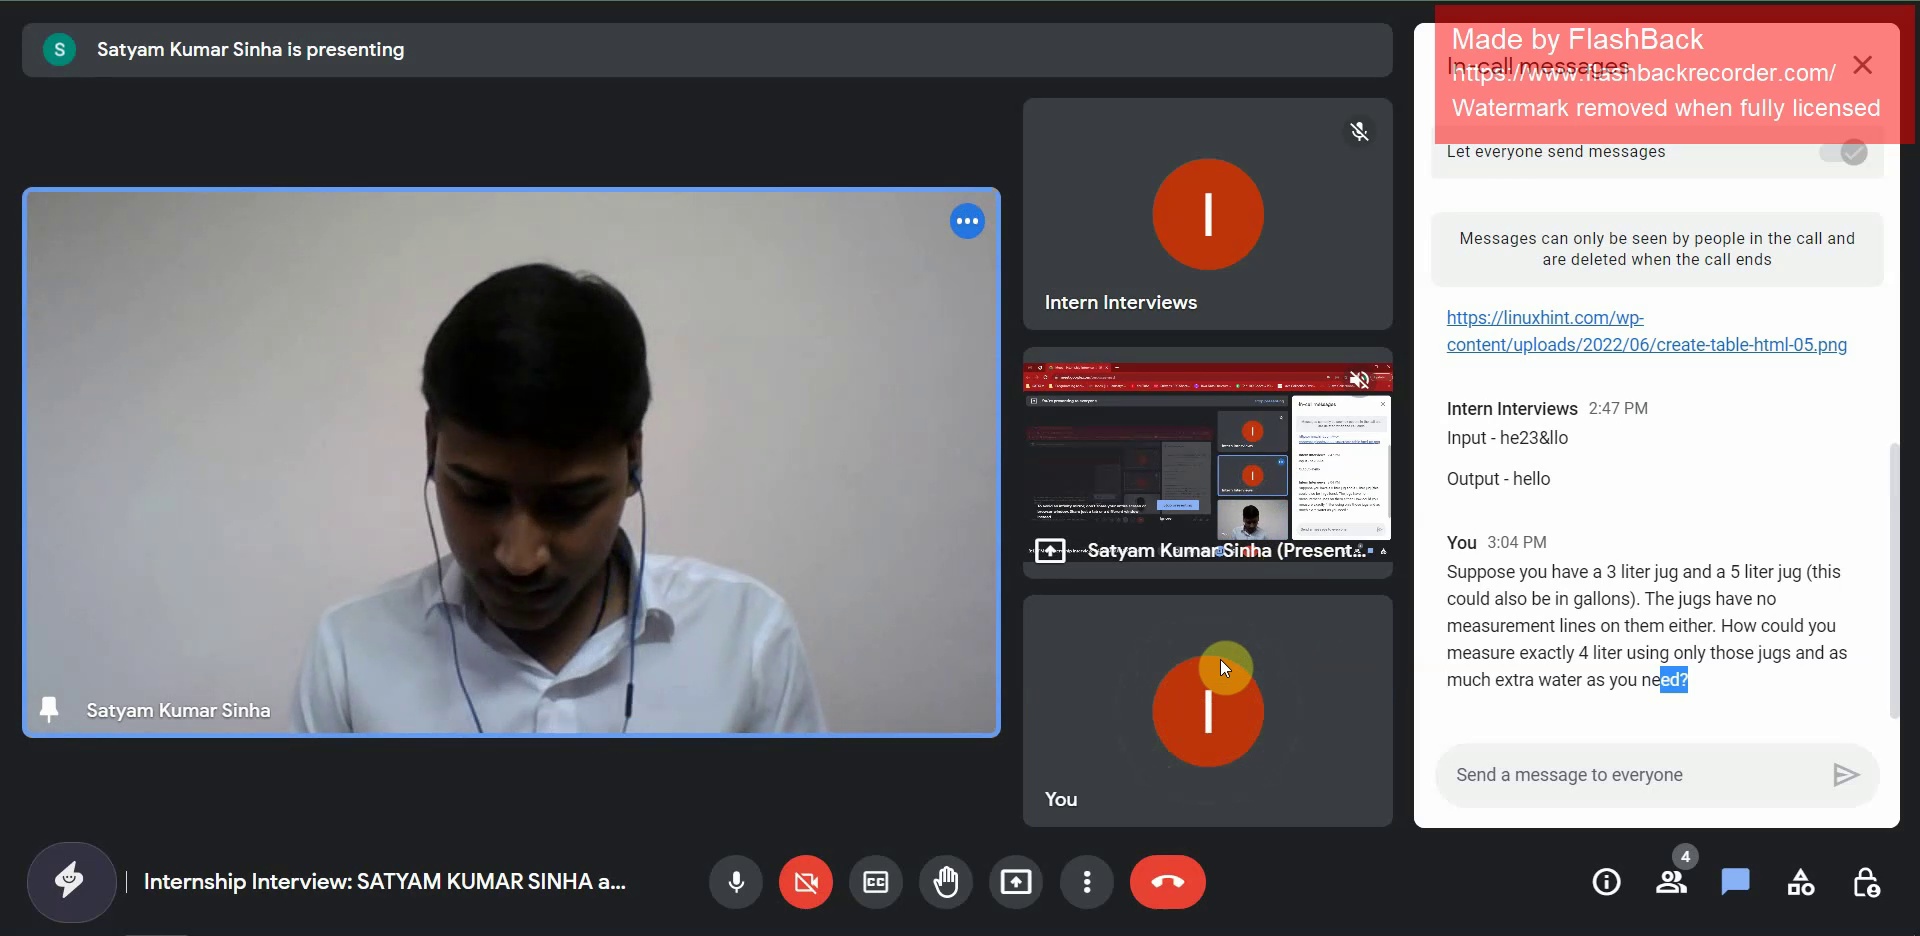 S
Satyam Kumar Sinha is presenting
Satyam Kumar Sinha
I
Intern Interviews
Satyam Kumar Sinha (Present...
I
You
Made by FlashBack
In-call messages
https://www.flashbackrecorder.com/
Watermark removed when fully licensed
Let everyone send messages
Messages can only be seen by people in the call and
are deleted when the call ends
https://linuxhint.com/wp-
content/uploads/2022/06/create-table-html-05.png
Intern Interviews 2:47 PM
Input - he23&llo
Output - hello
You 3:04 PM
Suppose you have a 3 liter jug and a 5 liter jug (this
could also be in gallons). The jugs have no
measurement lines on them either. How could you
measure exactly 4 liter using only those jugs and as
much extra water as you need?
Send a message to everyone
Internship Interview: SATYAM KUMAR SINHA a...
CC
4